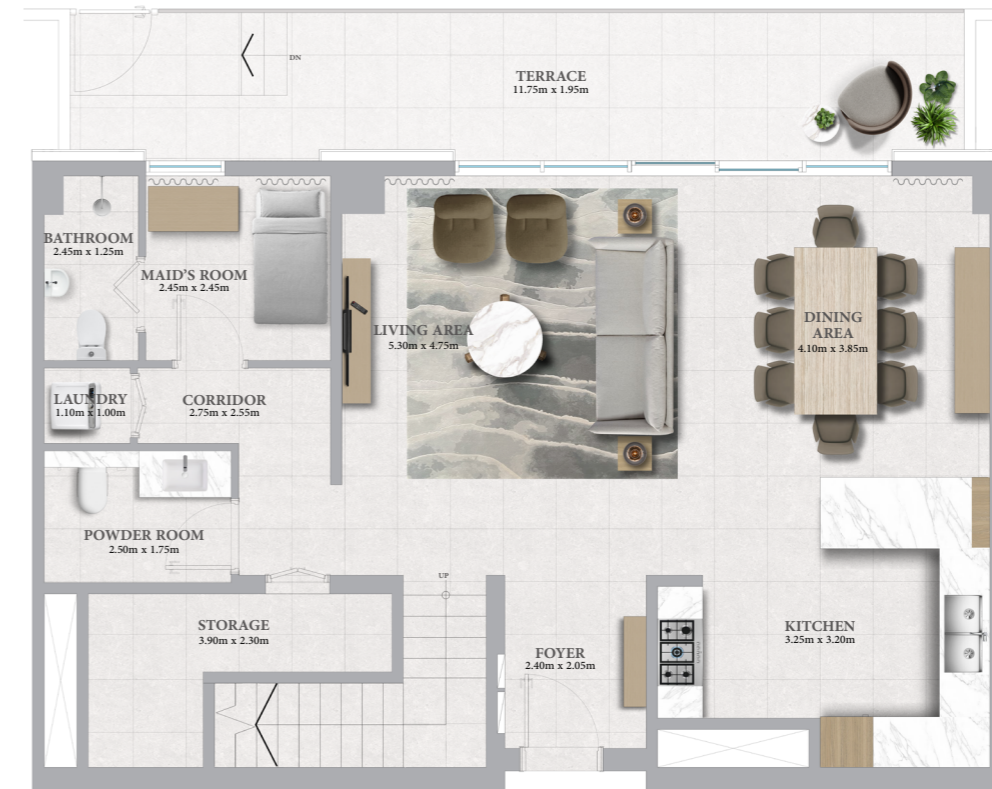 DN
TERRACE
11.75m x 1.95m
BATHROOM
2.45m x 1.25m
MAID'S ROOM
2.45m x 2.45m
LIVING AREA
5.30m x 4.75m
DINING
AREA
4.10m x 3.85m
LAUNDRY
1.10m x 1.00m
CORRIDOR
2.75m x 2.55m
POWDER ROOM
2.50m x 1.75m
UP
STORAGE
3.90m x 2.30m
FOYER
2.40m x 2.05m
KITCHEN
3.25m x 3.20m